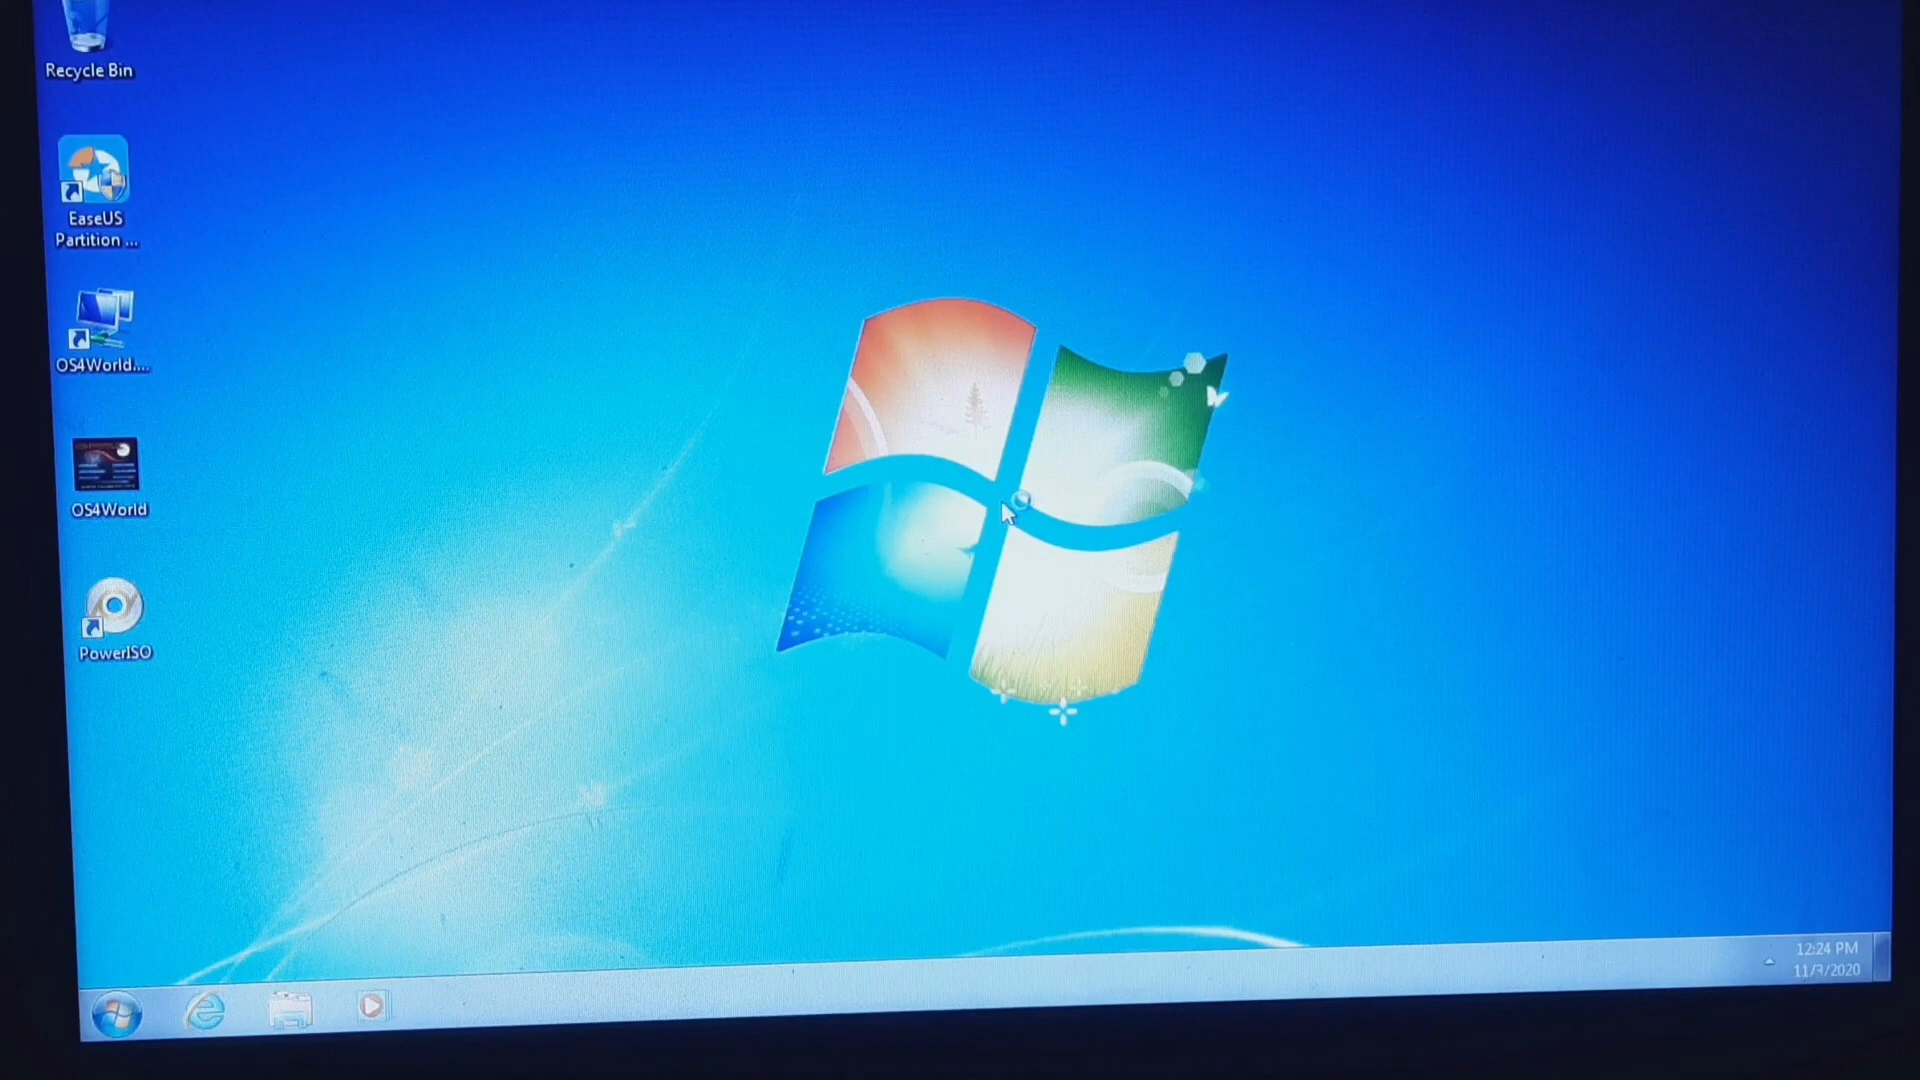 Recycle Bin
EaseUS
Partition ...
OS4World....
OS4World
PowerISO
12:24 PM
11/3/2020